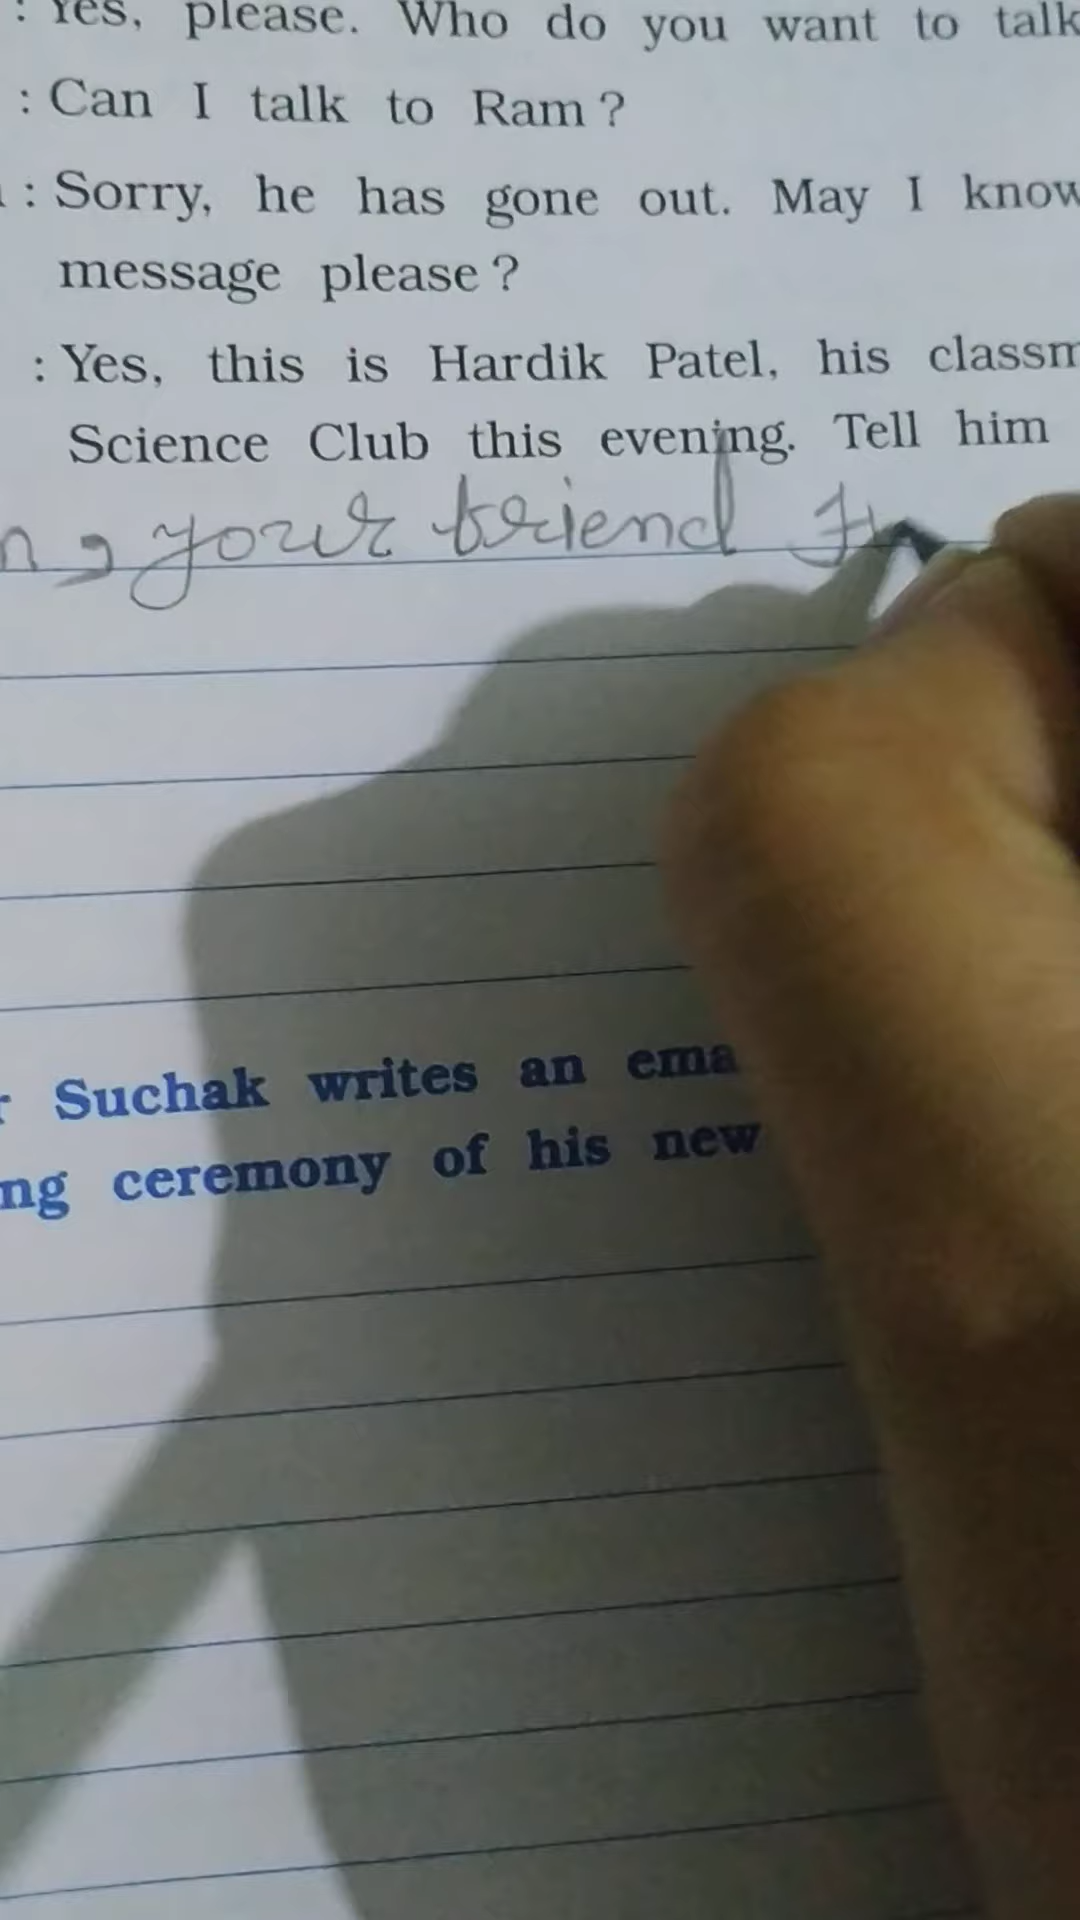 : Yes, please. Who do you want to talk
: Can I talk to Ram ?
: Sorry, he has gone out. May I know
message please ?
: Yes, this is Hardik Patel, his classm
Science Club this evening. Tell him
n, your friend
Suchak writes an ema
ng ceremony of his new